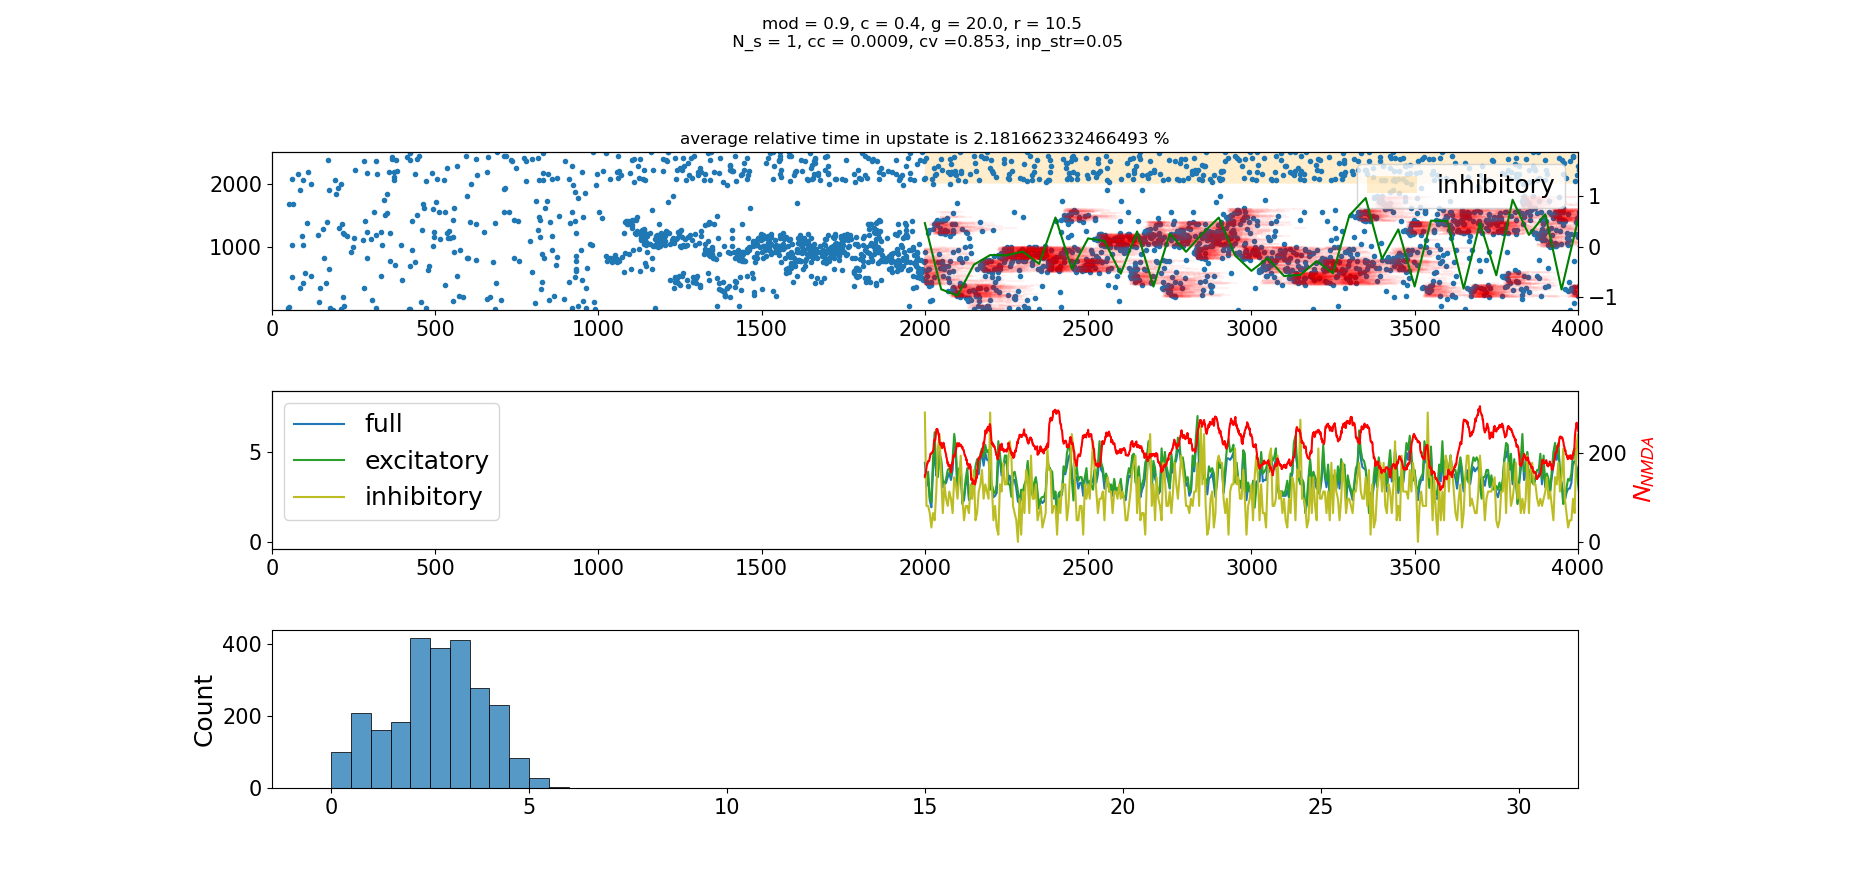 mod = 0.9, c = 0.4, g = 20.0, r = 10.5
N_s = 1, cc = 0.0009, cv =0.853, inp_str=0.05
average relative time in upstate is 2.181662332466493 %
2000
1000
inhibitory
1
0
−1
0 500 1000 1500 2000 2500 3000 3500 4000
5
0
full
excitatory
inhibitory
200
0
N_NMDA
0 500 1000 1500 2000 2500 3000 3500 4000
Count
400
200
0
0 5 10 15 20 25 30